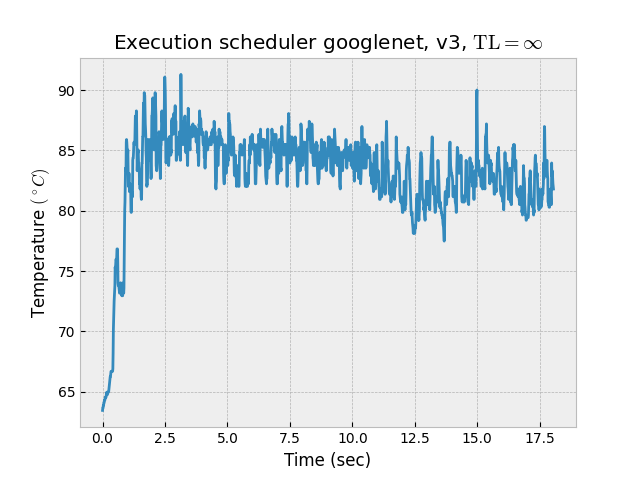 Execution scheduler googlenet, v3, TL = ∞
90
85
80
75
70
65
Temperature (°C)
0.0 2.5 5.0 7.5 10.0 12.5 15.0 17.5
Time (sec)